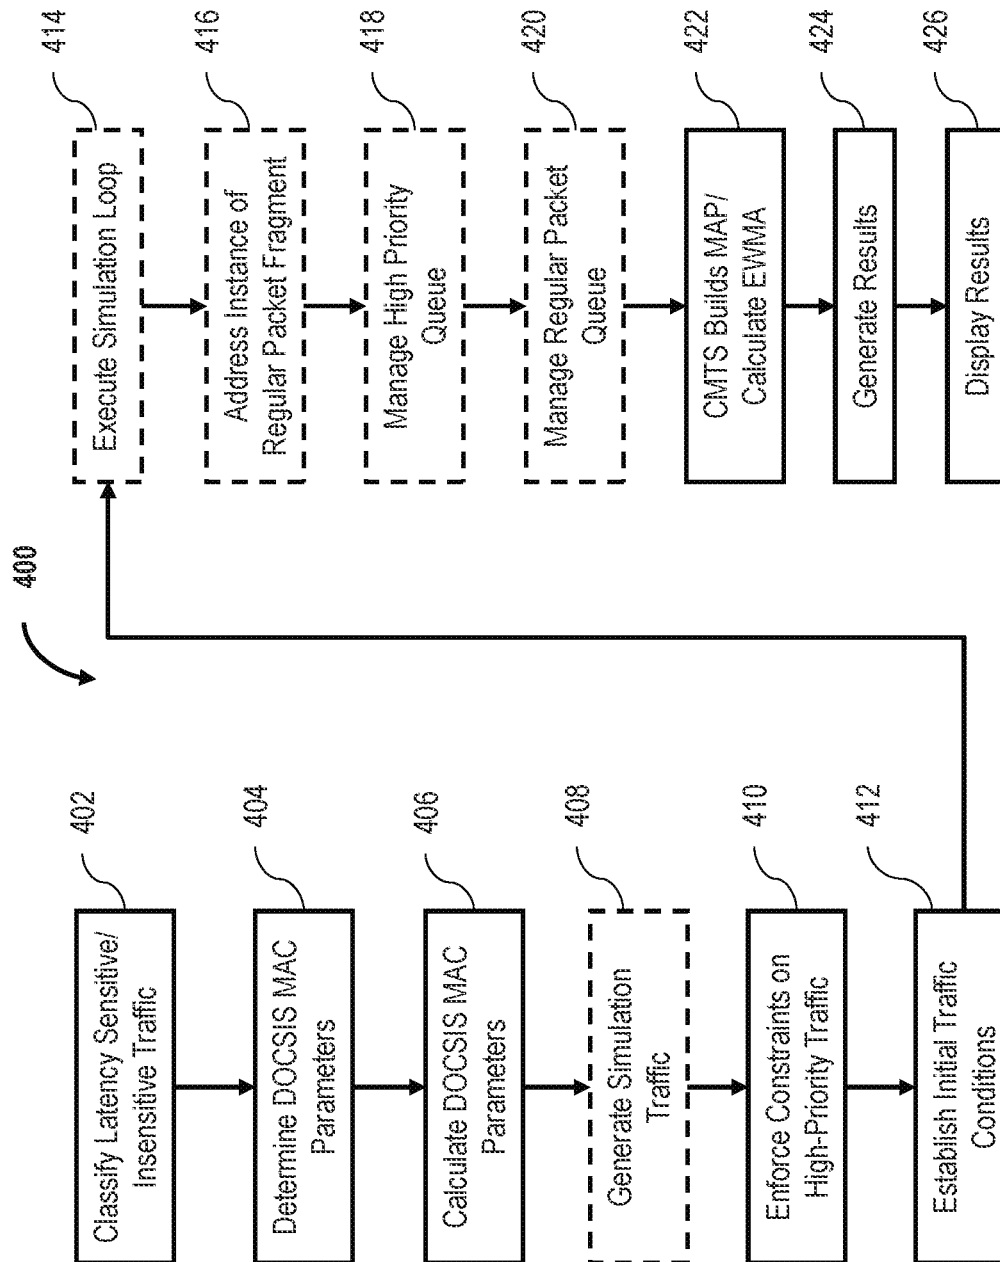 400
402
Classify Latency Sensitive/
Insensitive Traffic
404
Determine DOCSIS MAC
Parameters
406
Calculate DOCSIS MAC
Parameters
408
Generate Simulation
Traffic
410
Enforce Constraints on
High-Priority Traffic
412
Establish Initial Traffic
Conditions
414
Execute Simulation Loop
416
Address Instance of
Regular Packet Fragment
418
Manage High Priority
Queue
420
Manage Regular Packet
Queue
422
CMTS Builds MAP/
Calculate EWMA
424
Generate Results
426
Display Results